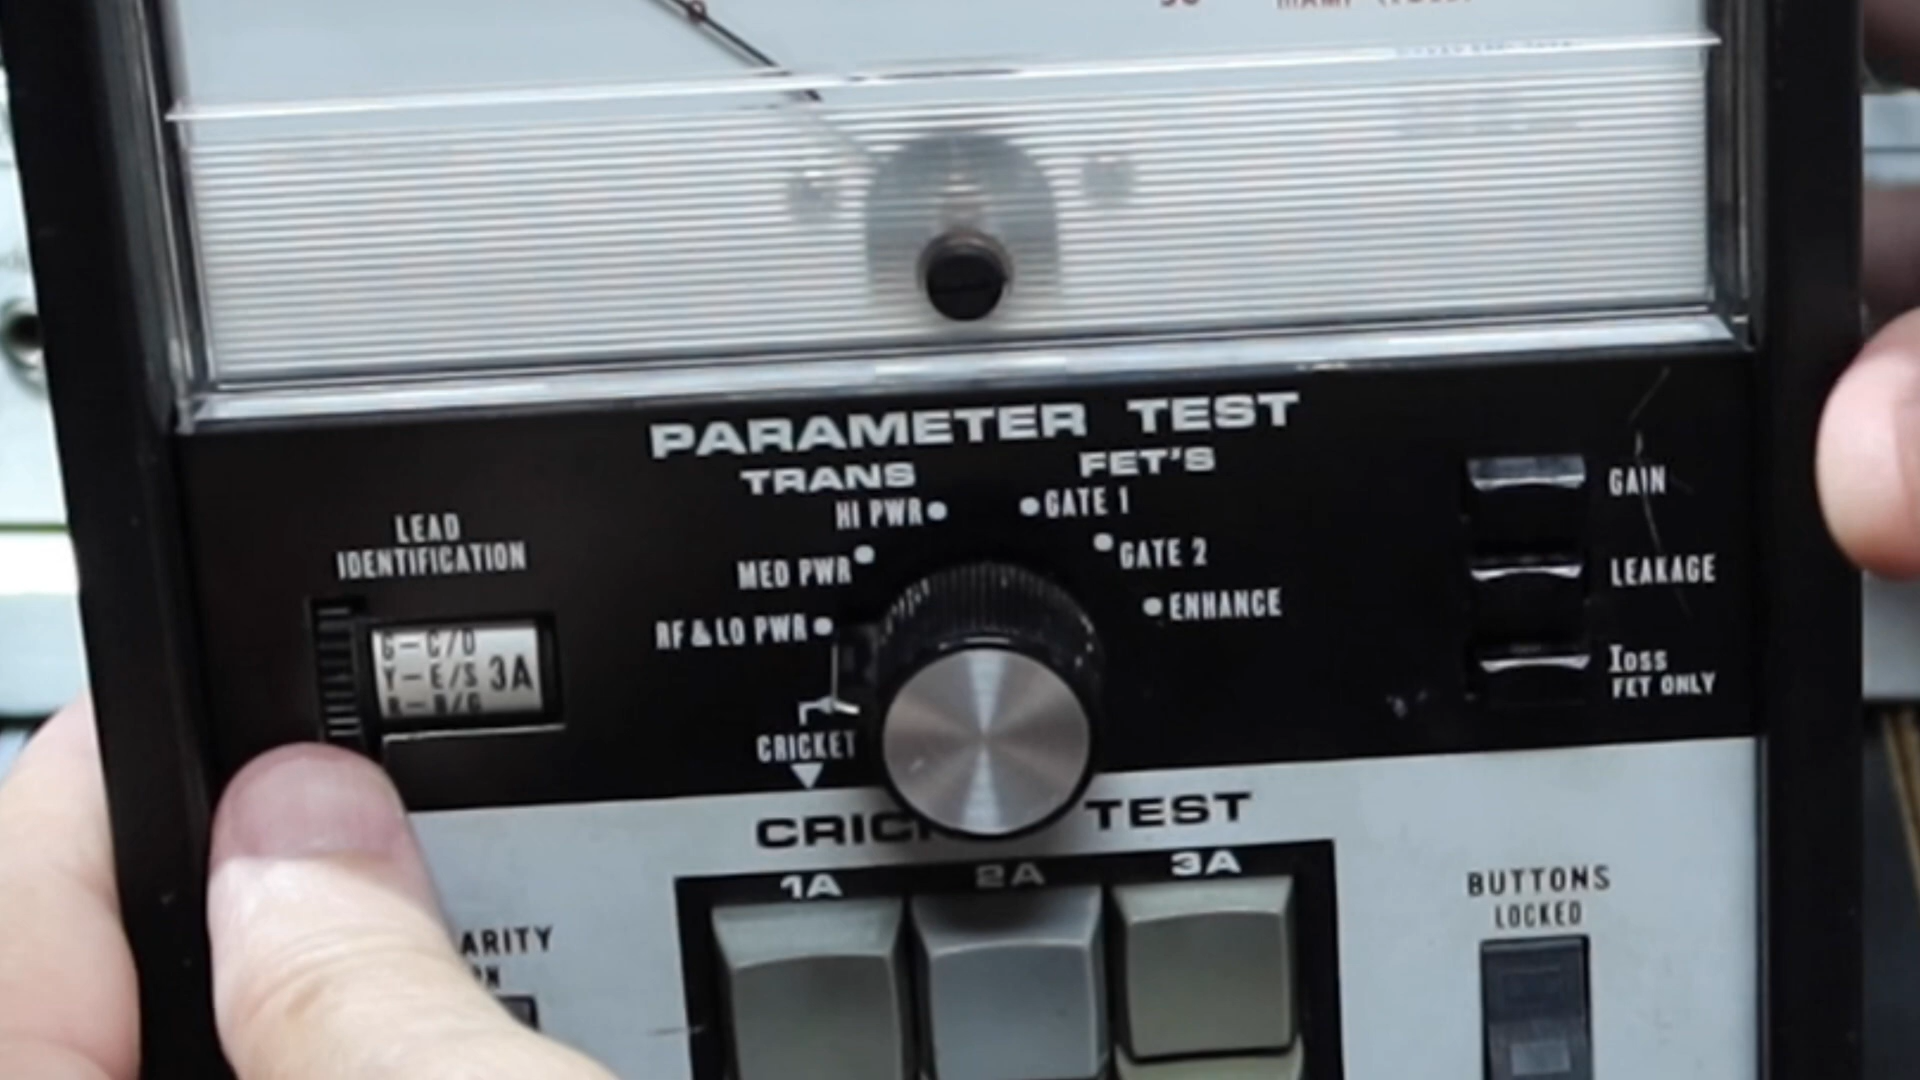 PARAMETER TEST
TRANS
FET'S
HI PWR
GATE 1
MED PWR
GATE 2
RF & LO PWR
ENHANCE
CRICKET
LEAD
IDENTIFICATION
G-C/D
Y-E/S 3A
R-B/G
GAIN
LEAKAGE
IDSS
FET ONLY
TEST
1A 2A 3A
BUTTONS
LOCKED
ARITY